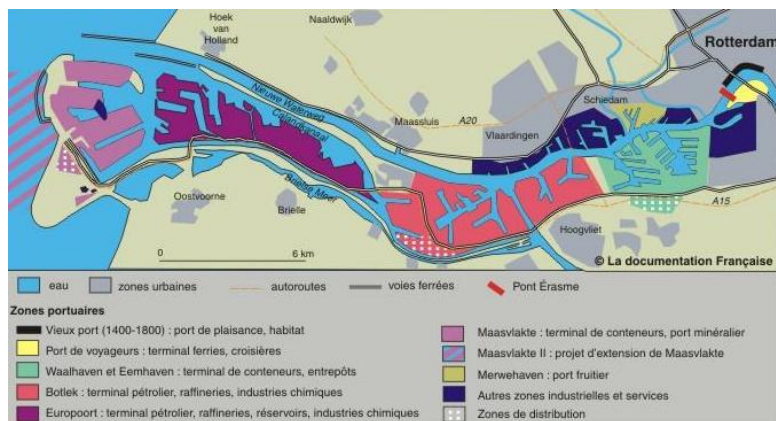 Hoek
van
Holland
Naaldwijk
Rotterdam
Nieuwe Waterweg
Calandkanaal
Maassluis
A20
Schiedam
Vlaardingen
Oostvoorne
Brielle
Brielse Meer
Hoogvliet
A15
0 6 km
© La documentation Française
eau
zones urbaines
autoroutes
voies ferrées
Pont Érasme
Zones portuaires
Vieux port (1400-1800) : port de plaisance, habitat
Port de voyageurs : terminal ferries, croisières
Waalhaven et Eemhaven : terminal de conteneurs, entrepôts
Botlek : terminal pétrolier, raffineries, industries chimiques
Europoort : terminal pétrolier, raffineries, réservoirs, industries chimiques
Maasvlakte : terminal de conteneurs, port minéralier
Maasvlakte II : projet d'extension de Maasvlakte
Merwehaven : port fruitier
Autres zones industrielles et services
Zones de distribution